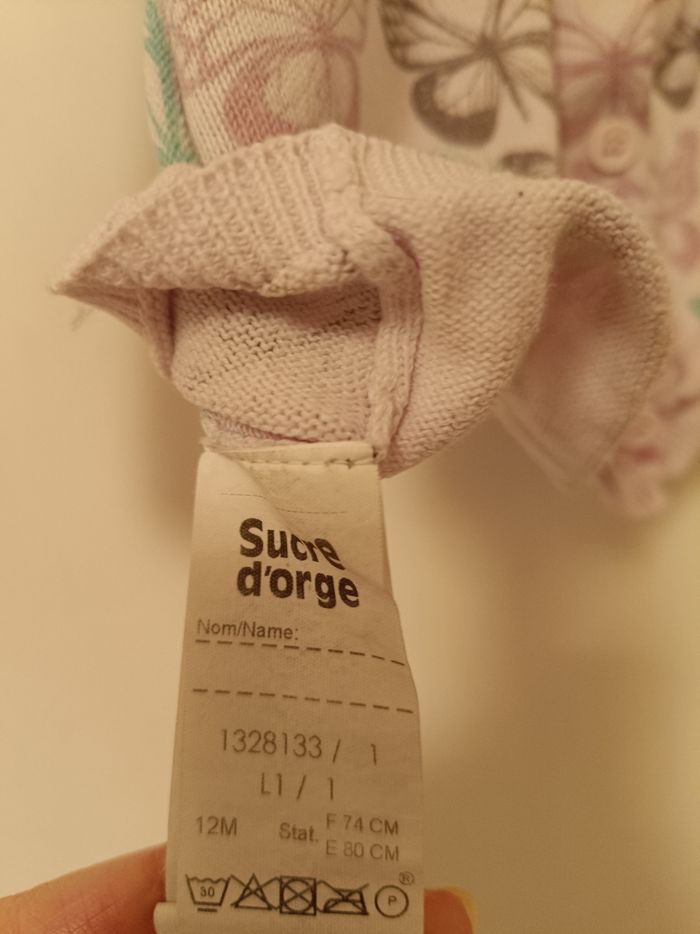 Sucre
d'orge
Nom/Name:
1328133 / 1
L1 / 1
12M Stat. F 74 CM
E 80 CM
®
30 P